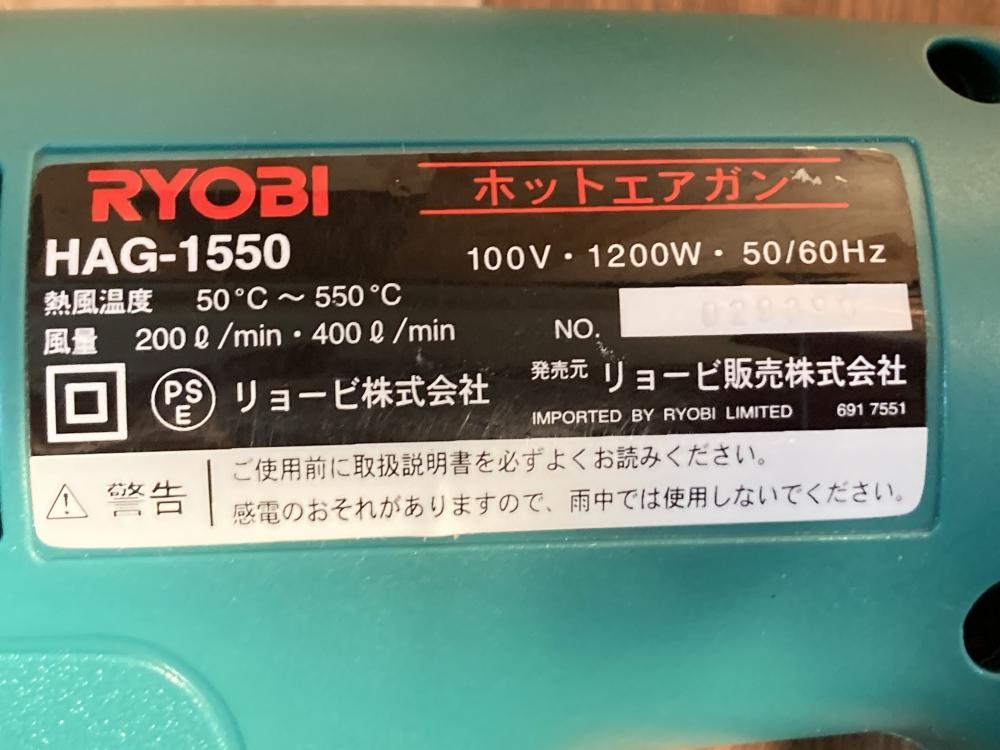 RYOBI ホットエアガン
HAG-1550 100V・1200W・50/60Hz
熱風温度 50°C～550°C
風量 200ℓ/min・400ℓ/min NO.
PSE リョービ株式会社 発売元 リョービ販売株式会社
IMPORTED BY RYOBI LIMITED 691 7551
警告 ご使用前に取扱説明書を必ずよくお読みください。
感電のおそれがありますので、雨中では使用しないでください。